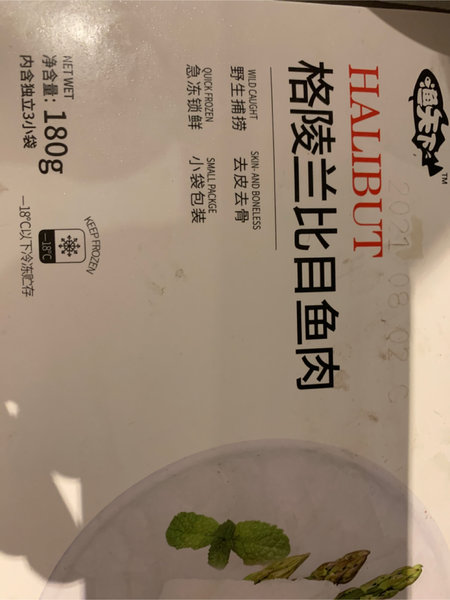 渔天下
TM
HALIBUT
2021 08.02 C
格陵兰比目鱼肉
WILD CAUGHT
野生捕捞
SKIN- AND BONELESS
去皮去骨
QUICK FROZEN
急冻锁鲜
SMALL PACKGE
小袋包装
NET WET
净含量：180g
内含独立3小袋
KEEP FROZEN
—18℃
—18℃以下冷冻贮存